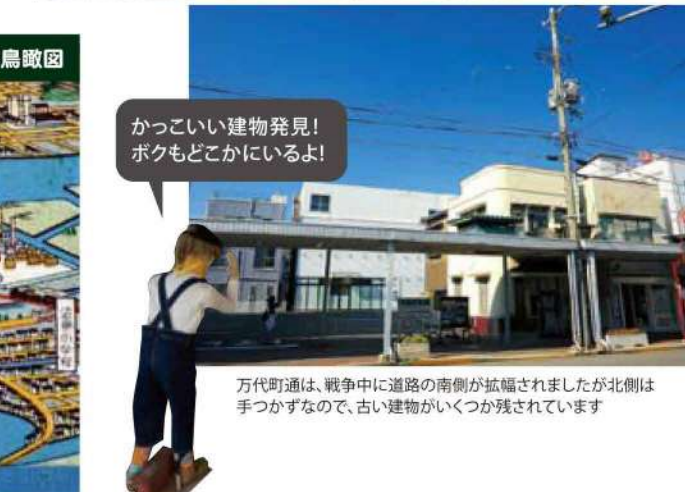 鳥瞰図
かっこいい建物発見！
ボクもどこかにいるよ！
万代町通は、戦争中に道路の南側が拡幅されましたが北側は
手つかずなので、古い建物がいくつか残されています